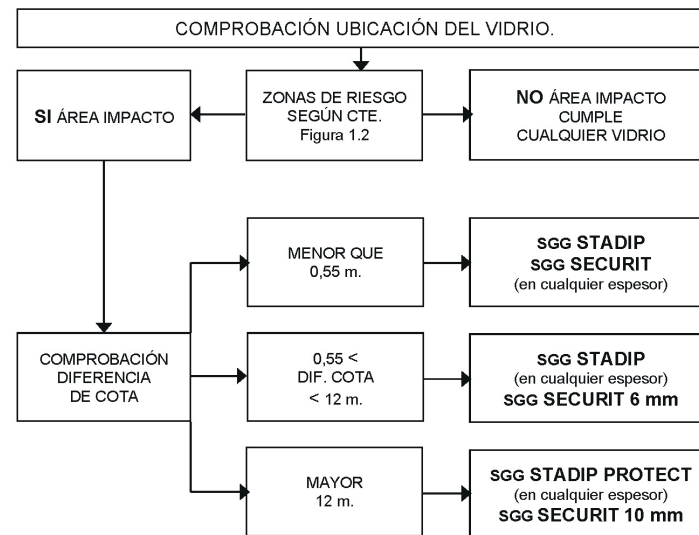 COMPROBACIÓN UBICACIÓN DEL VIDRIO.
SI ÁREA IMPACTO
ZONAS DE RIESGO
SEGÚN CTE.
Figura 1.2
NO ÁREA IMPACTO
CUMPLE
CUALQUIER VIDRIO
MENOR QUE
0,55 m.
SGG STADIP
SGG SECURIT
(en cualquier espesor)
COMPROBACIÓN
DIFERENCIA
DE COTA
0,55 <
DIF. COTA
< 12 m.
SGG STADIP
(en cualquier espesor)
SGG SECURIT 6 mm
MAYOR
12 m.
SGG STADIP PROTECT
(en cualquier espesor)
SGG SECURIT 10 mm